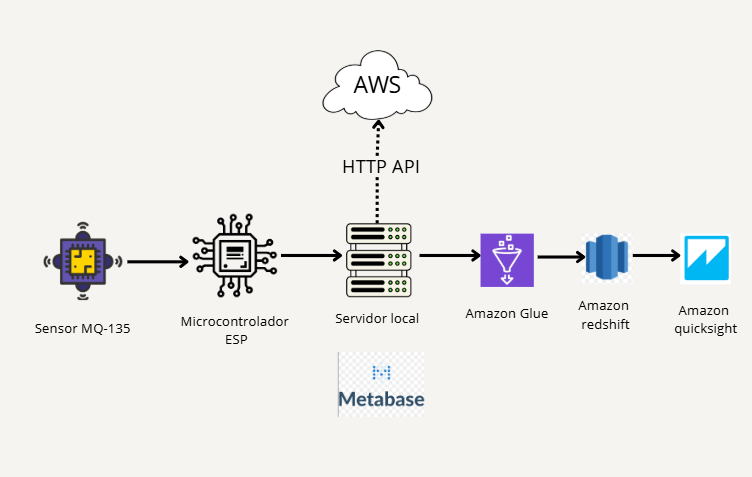 AWS
HTTP API
Sensor MQ-135
Microcontrolador
ESP
Servidor local
Amazon Glue
Amazon
redshift
Amazon
quicksight
Metabase